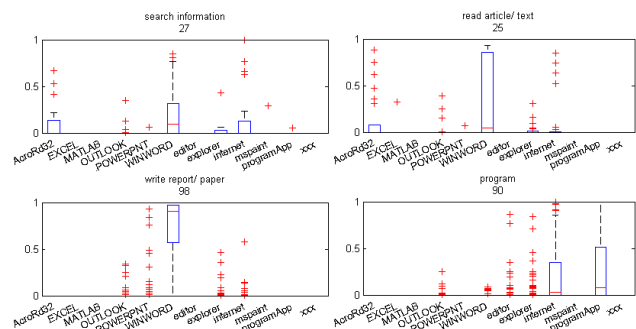 search information
27
1
0.5
0
AcroRd32 EXCEL MATLAB OUTLOOK POWERPNT WINWORD editor explorer internet mspaint programApp xxx
read article/ text
25
1
0.5
0
AcroRd32 EXCEL MATLAB OUTLOOK POWERPNT WINWORD editor explorer internet mspaint programApp xxx
write report/ paper
98
1
0.5
0
AcroRd32 EXCEL MATLAB OUTLOOK POWERPNT WINWORD editor explorer internet mspaint programApp xxx
program
90
1
0.5
0
AcroRd32 EXCEL MATLAB OUTLOOK POWERPNT WINWORD editor explorer internet mspaint programApp xxx